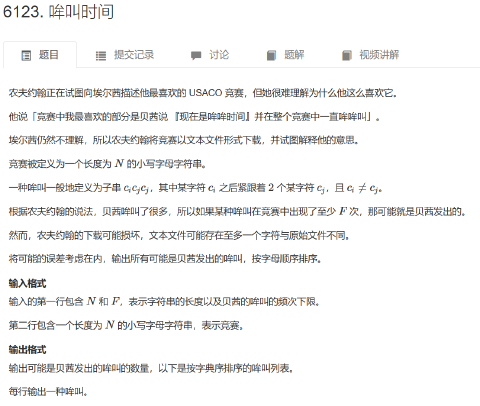 6123. 哞叫时间
题目 提交记录 讨论 题解 视频讲解
农夫约翰正在试图向埃尔茜描述他最喜欢的 USACO 竞赛，但她很难理解为什么他这么喜欢它。
他说「竞赛中我最喜欢的部分是贝茜说『现在是哞哞时间』并在整个竞赛中一直哞哞叫」。
埃尔茜仍然不理解，所以农夫约翰将竞赛以文本文件形式下载，并试图解释他的意思。
竞赛被定义为一个长度为 N 的小写字母字符串。
一种哞叫一般地定义为子串 cᵢcⱼcⱼ，其中某字符 cᵢ 之后紧跟着 2 个某字符 cⱼ，且 cᵢ ≠ cⱼ。
根据农夫约翰的说法，贝茜哞叫了很多，所以如果某种哞叫在竞赛中出现了至少 F 次，那可能就是贝茜发出的。
然而，农夫约翰的下载可能损坏，文本文件可能存在至多一个字符与原始文件不同。
将可能的误差考虑在内，输出所有可能是贝茜发出的哞叫，按字母顺序排序。
输入格式
输入的第一行包含 N 和 F，表示字符串的长度以及贝茜的哞叫的频次下限。
第二行包含一个长度为 N 的小写字母字符串，表示竞赛。
输出格式
输出可能是贝茜发出的哞叫的数量，以下是按字典序排序的哞叫列表。
每行输出一种哞叫。